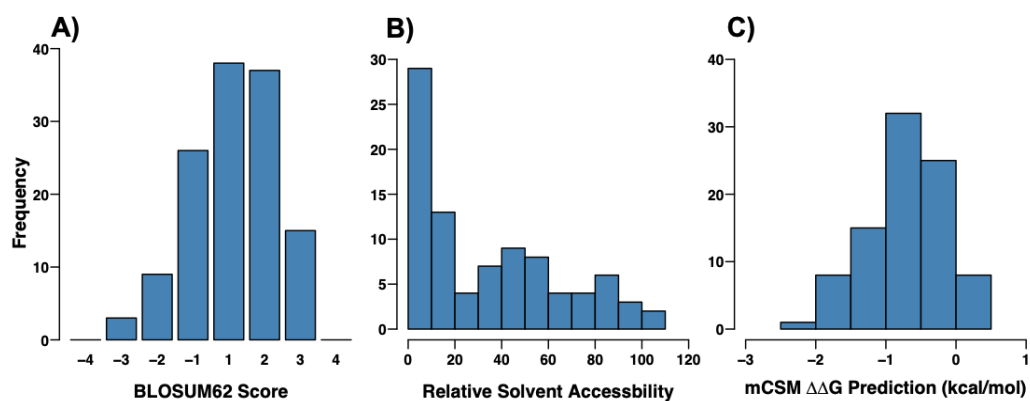 A)
B)
C)
Frequency
40
30
20
10
0
−4 −3 −2 −1 1 2 3 4
BLOSUM62 Score
30
25
20
15
10
5
0
0 20 40 60 80 100 120
Relative Solvent Accessbility
40
30
20
10
0
−3 −2 −1 0 1
mCSM ΔΔG Prediction (kcal/mol)